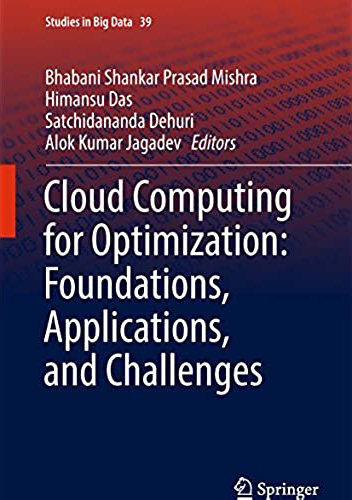 Studies in Big Data 39
Bhabani Shankar Prasad Mishra
Himansu Das
Satchidananda Dehuri
Alok Kumar Jagadev Editors
Cloud Computing
for Optimization:
Foundations,
Applications,
and Challenges
Springer